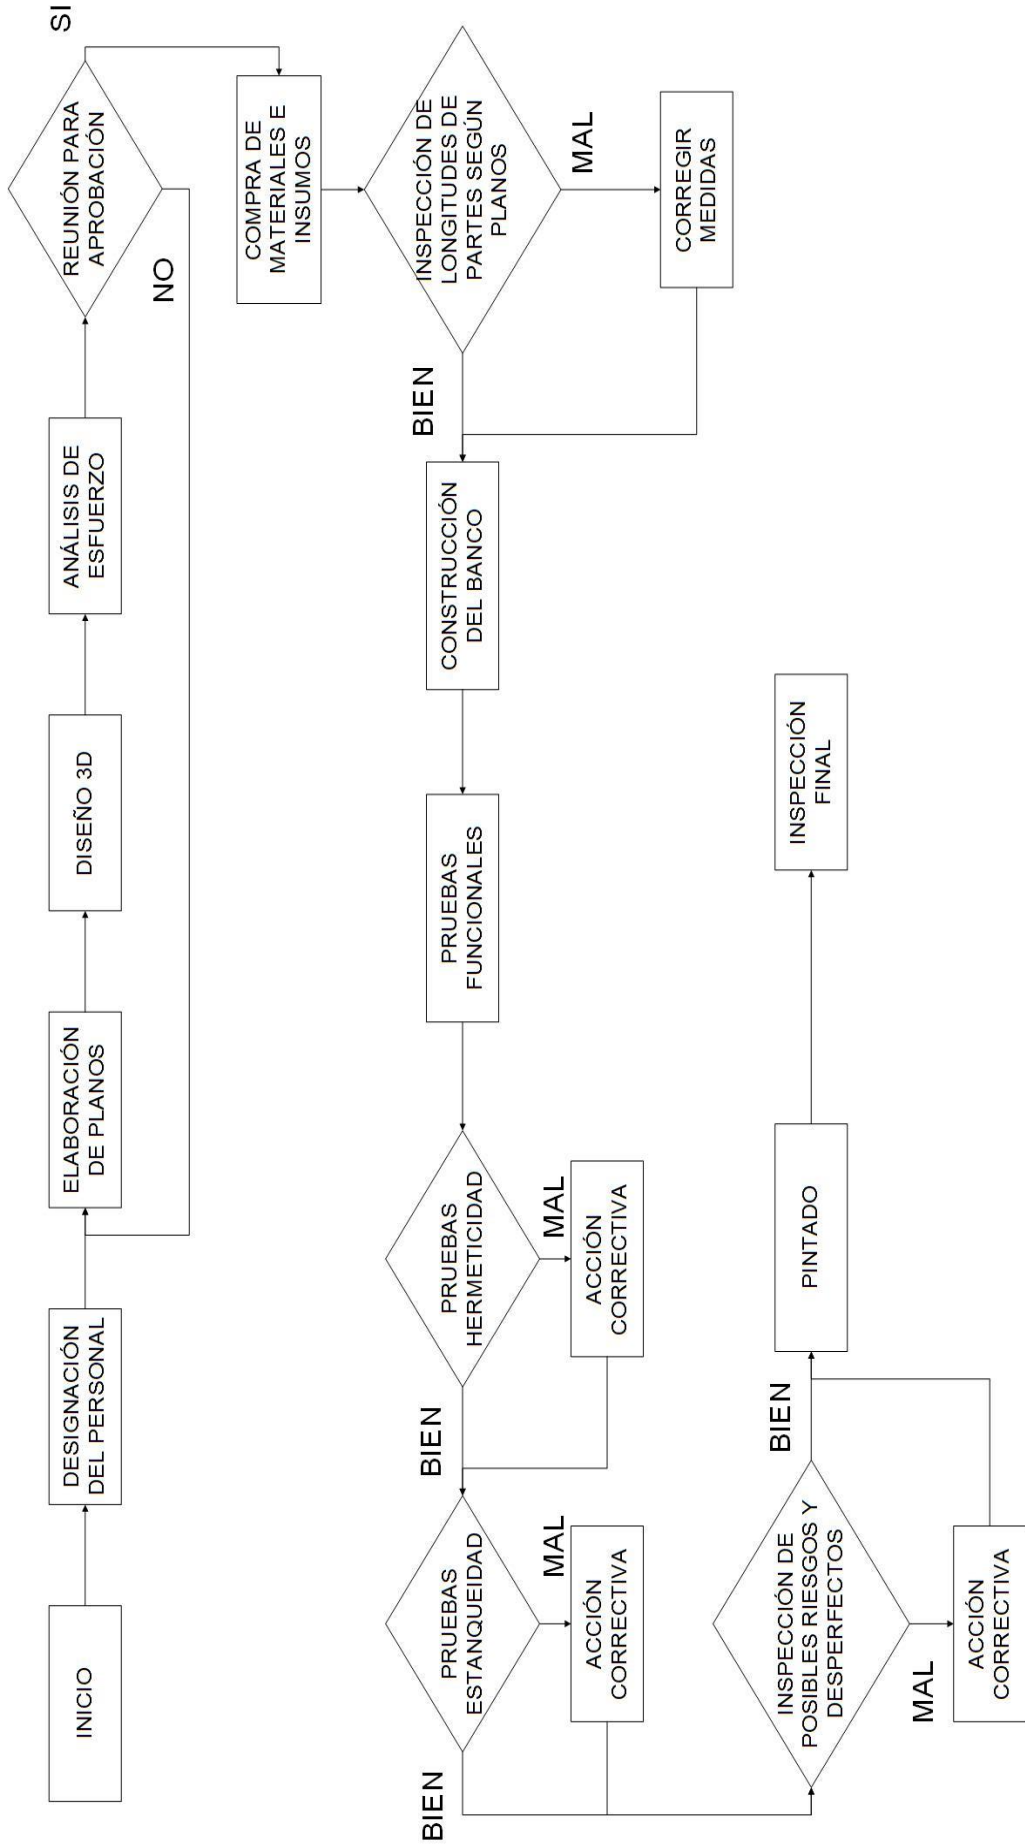 INICIO
DESIGNACIÓN
DEL PERSONAL
ELABORACIÓN
DE PLANOS
DISEÑO 3D
ANÁLISIS DE
ESFUERZO
REUNIÓN PARA
APROBACIÓN
SI
NO
COMPRA DE
MATERIALES E
INSUMOS
INSPECCIÓN DE
LONGITUDES DE
PARTES SEGÚN
PLANOS
MAL
CORREGIR
MEDIDAS
BIEN
CONSTRUCCIÓN
DEL BANCO
PRUEBAS
FUNCIONALES
PRUEBAS
HERMETICIDAD
MAL
ACCIÓN
CORRECTIVA
BIEN
PRUEBAS
ESTANQUEIDAD
MAL
ACCIÓN
CORRECTIVA
BIEN
INSPECCIÓN DE
POSIBLES RIESGOS Y
DESPERFECTOS
MAL
ACCIÓN
CORRECTIVA
BIEN
PINTADO
INSPECCIÓN
FINAL